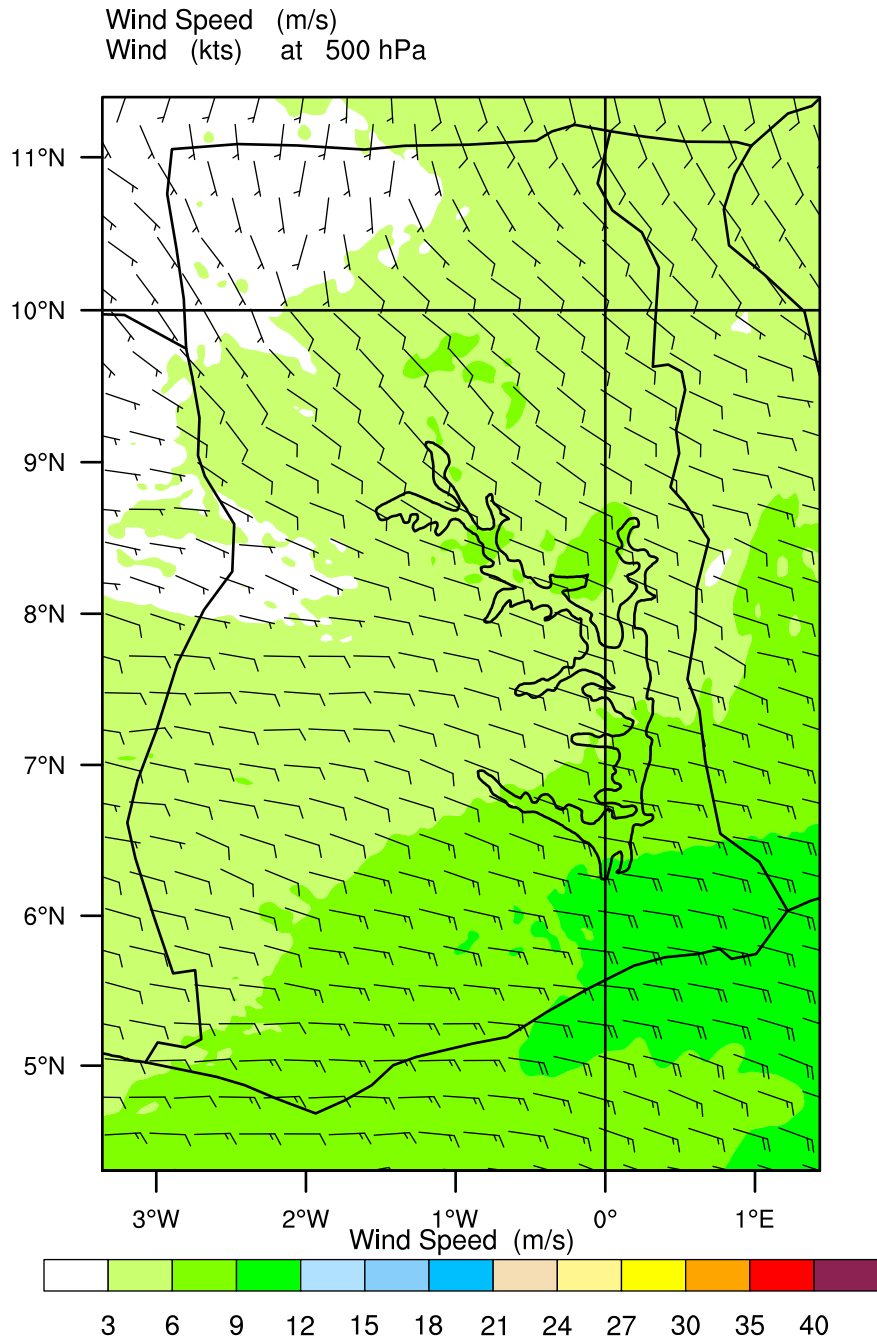 Wind Speed (m/s)
Wind (kts) at 500 hPa
11°N
10°N
9°N
8°N
7°N
6°N
5°N
3°W 2°W 1°W 0° 1°E
Wind Speed (m/s)
3 6 9 12 15 18 21 24 27 30 35 40